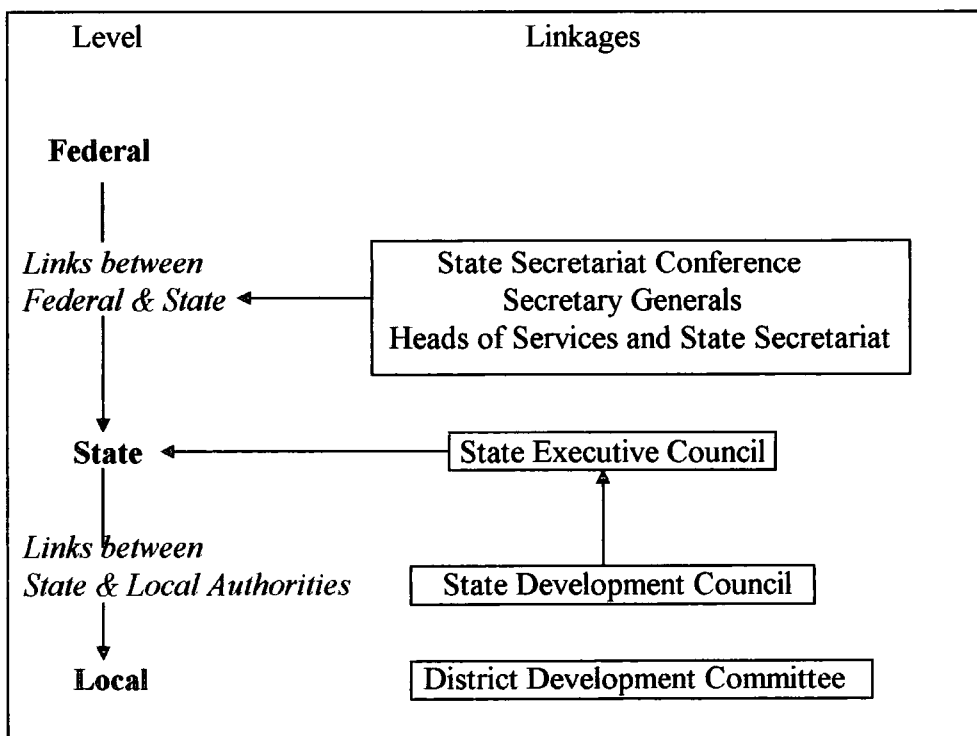 Level Linkages
Federal
Links between
Federal & State
State Secretariat Conference
Secretary Generals
Heads of Services and State Secretariat
State
State Executive Council
Links between
State & Local Authorities
State Development Council
Local
District Development Committee